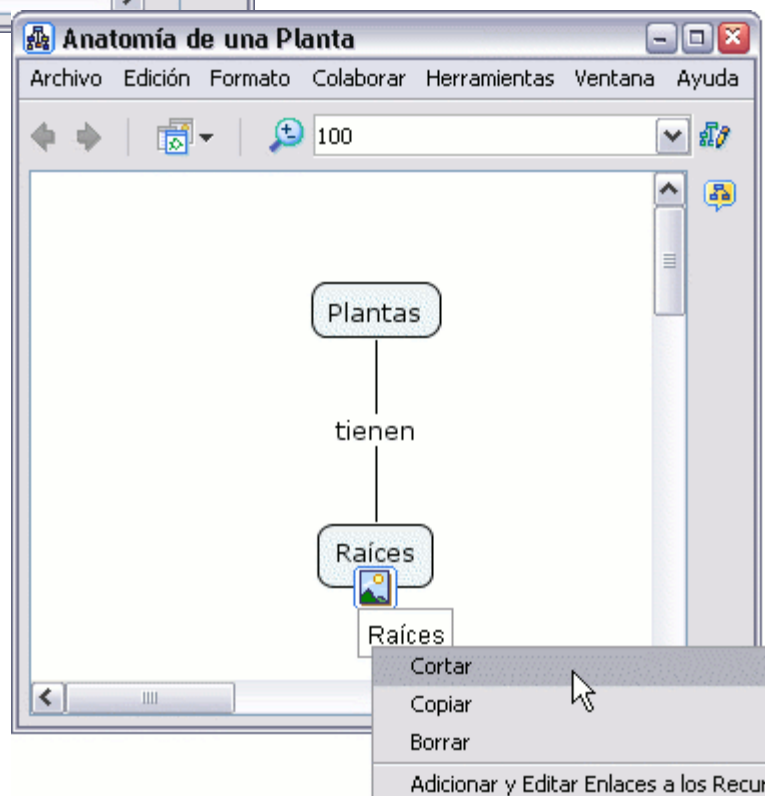 Anatomía de una Planta
Archivo Edición Formato Colaborar Herramientas Ventana Ayuda
100
Plantas
tienen
Raíces
Raíces
Cortar
Copiar
Borrar
Adicionar y Editar Enlaces a los Recur